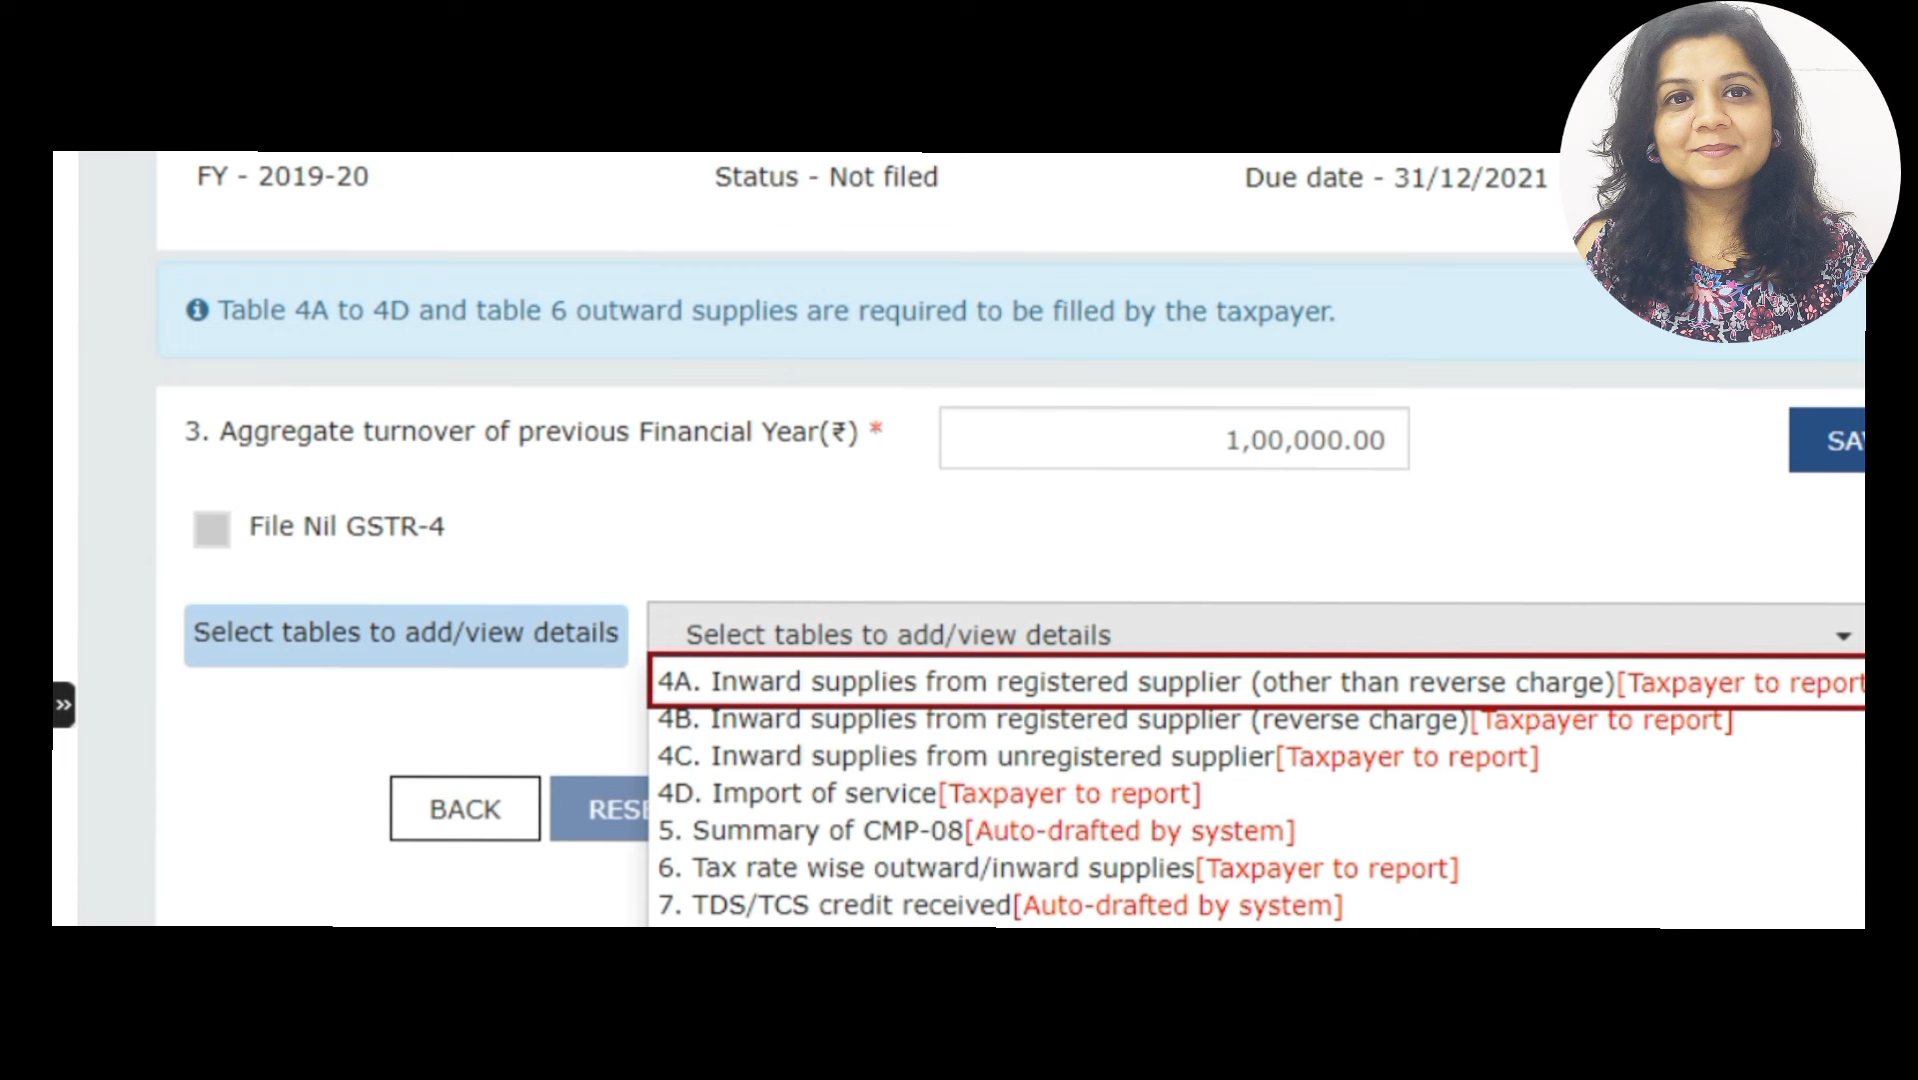 FY - 2019-20 Status - Not filed Due date - 31/12/2021
Table 4A to 4D and table 6 outward supplies are required to be filled by the taxpayer.
3. Aggregate turnover of previous Financial Year(₹) * 1,00,000.00 SAV
File Nil GSTR-4
Select tables to add/view details Select tables to add/view details
4A. Inward supplies from registered supplier (other than reverse charge)[Taxpayer to report
4B. Inward supplies from registered supplier (reverse charge)[Taxpayer to report]
4C. Inward supplies from unregistered supplier[Taxpayer to report]
»
4D. Import of service[Taxpayer to report]
BACK RESE
5. Summary of CMP-08[Auto-drafted by system]
6. Tax rate wise outward/inward supplies[Taxpayer to report]
7. TDS/TCS credit received[Auto-drafted by system]